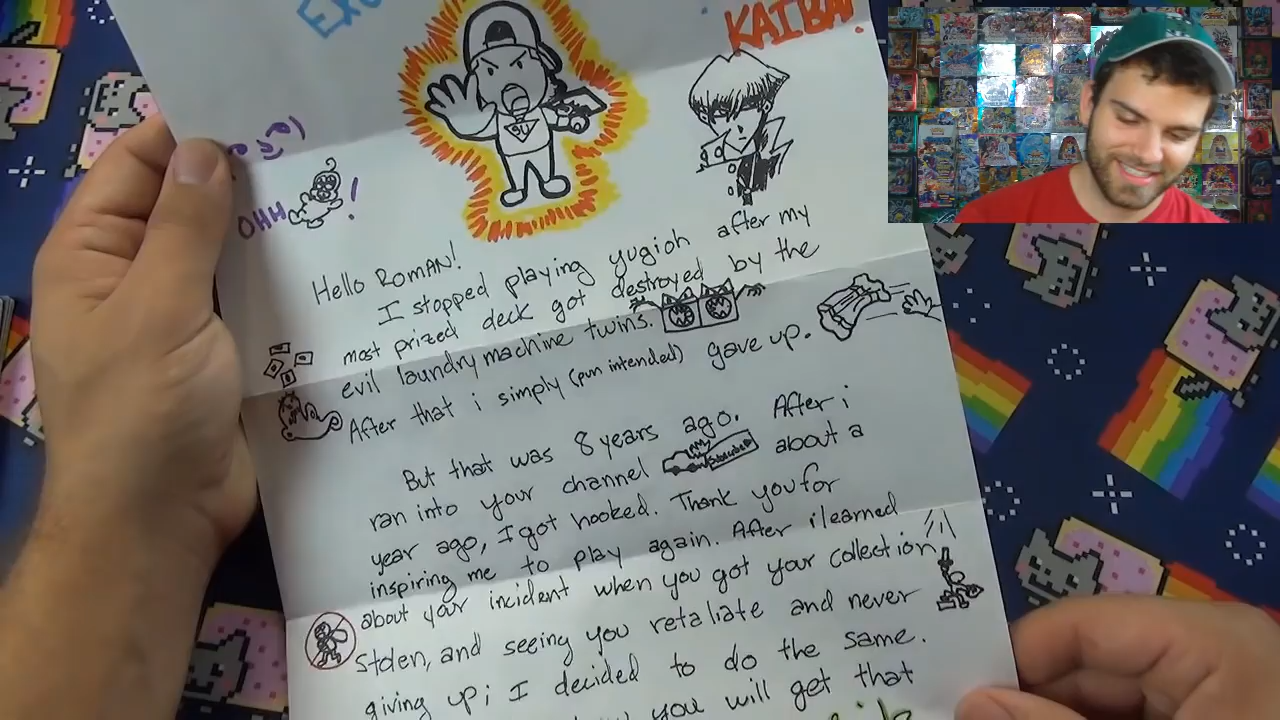 KAIBA!
OHH !
Hello ROMAN!
I stopped playing yugioh after my
most prized deck got destroyed by the
evil laundry machine twins.
After that i simply (pun intended) gave up.
But that was 8 years ago. After i
ran into your channel about a
year ago, I got hooked. Thank you for
inspiring me to play again. After i learned
about your incident when you got your collection
stolen, and seeing you retaliate and never
giving up; I decided to do the same.
you will get that